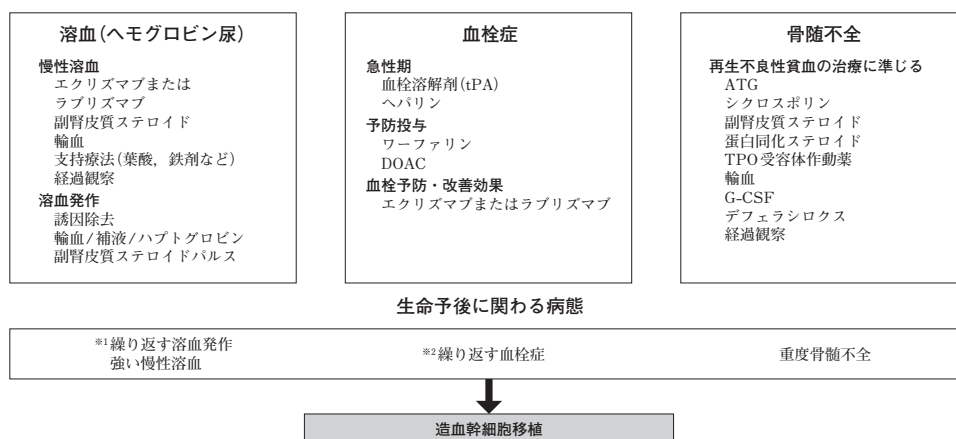 溶血（ヘモグロビン尿）
慢性溶血
エクリズマブまたは
ラブリズマブ
副腎皮質ステロイド
輸血
支持療法（葉酸，鉄剤など）
経過観察
溶血発作
誘因除去
輸血/補液/ハプトグロビン
副腎皮質ステロイドパルス
血栓症
急性期
血栓溶解剤（tPA）
ヘパリン
予防投与
ワーファリン
DOAC
血栓予防・改善効果
エクリズマブまたはラブリズマブ
骨髄不全
再生不良性貧血の治療に準じる
ATG
シクロスポリン
副腎皮質ステロイド
蛋白同化ステロイド
TPO受容体作動薬
輸血
G-CSF
デフェラシロクス
経過観察
生命予後に関わる病態
※1繰り返す溶血発作
強い慢性溶血
※2繰り返す血栓症
重度骨髄不全
造血幹細胞移植